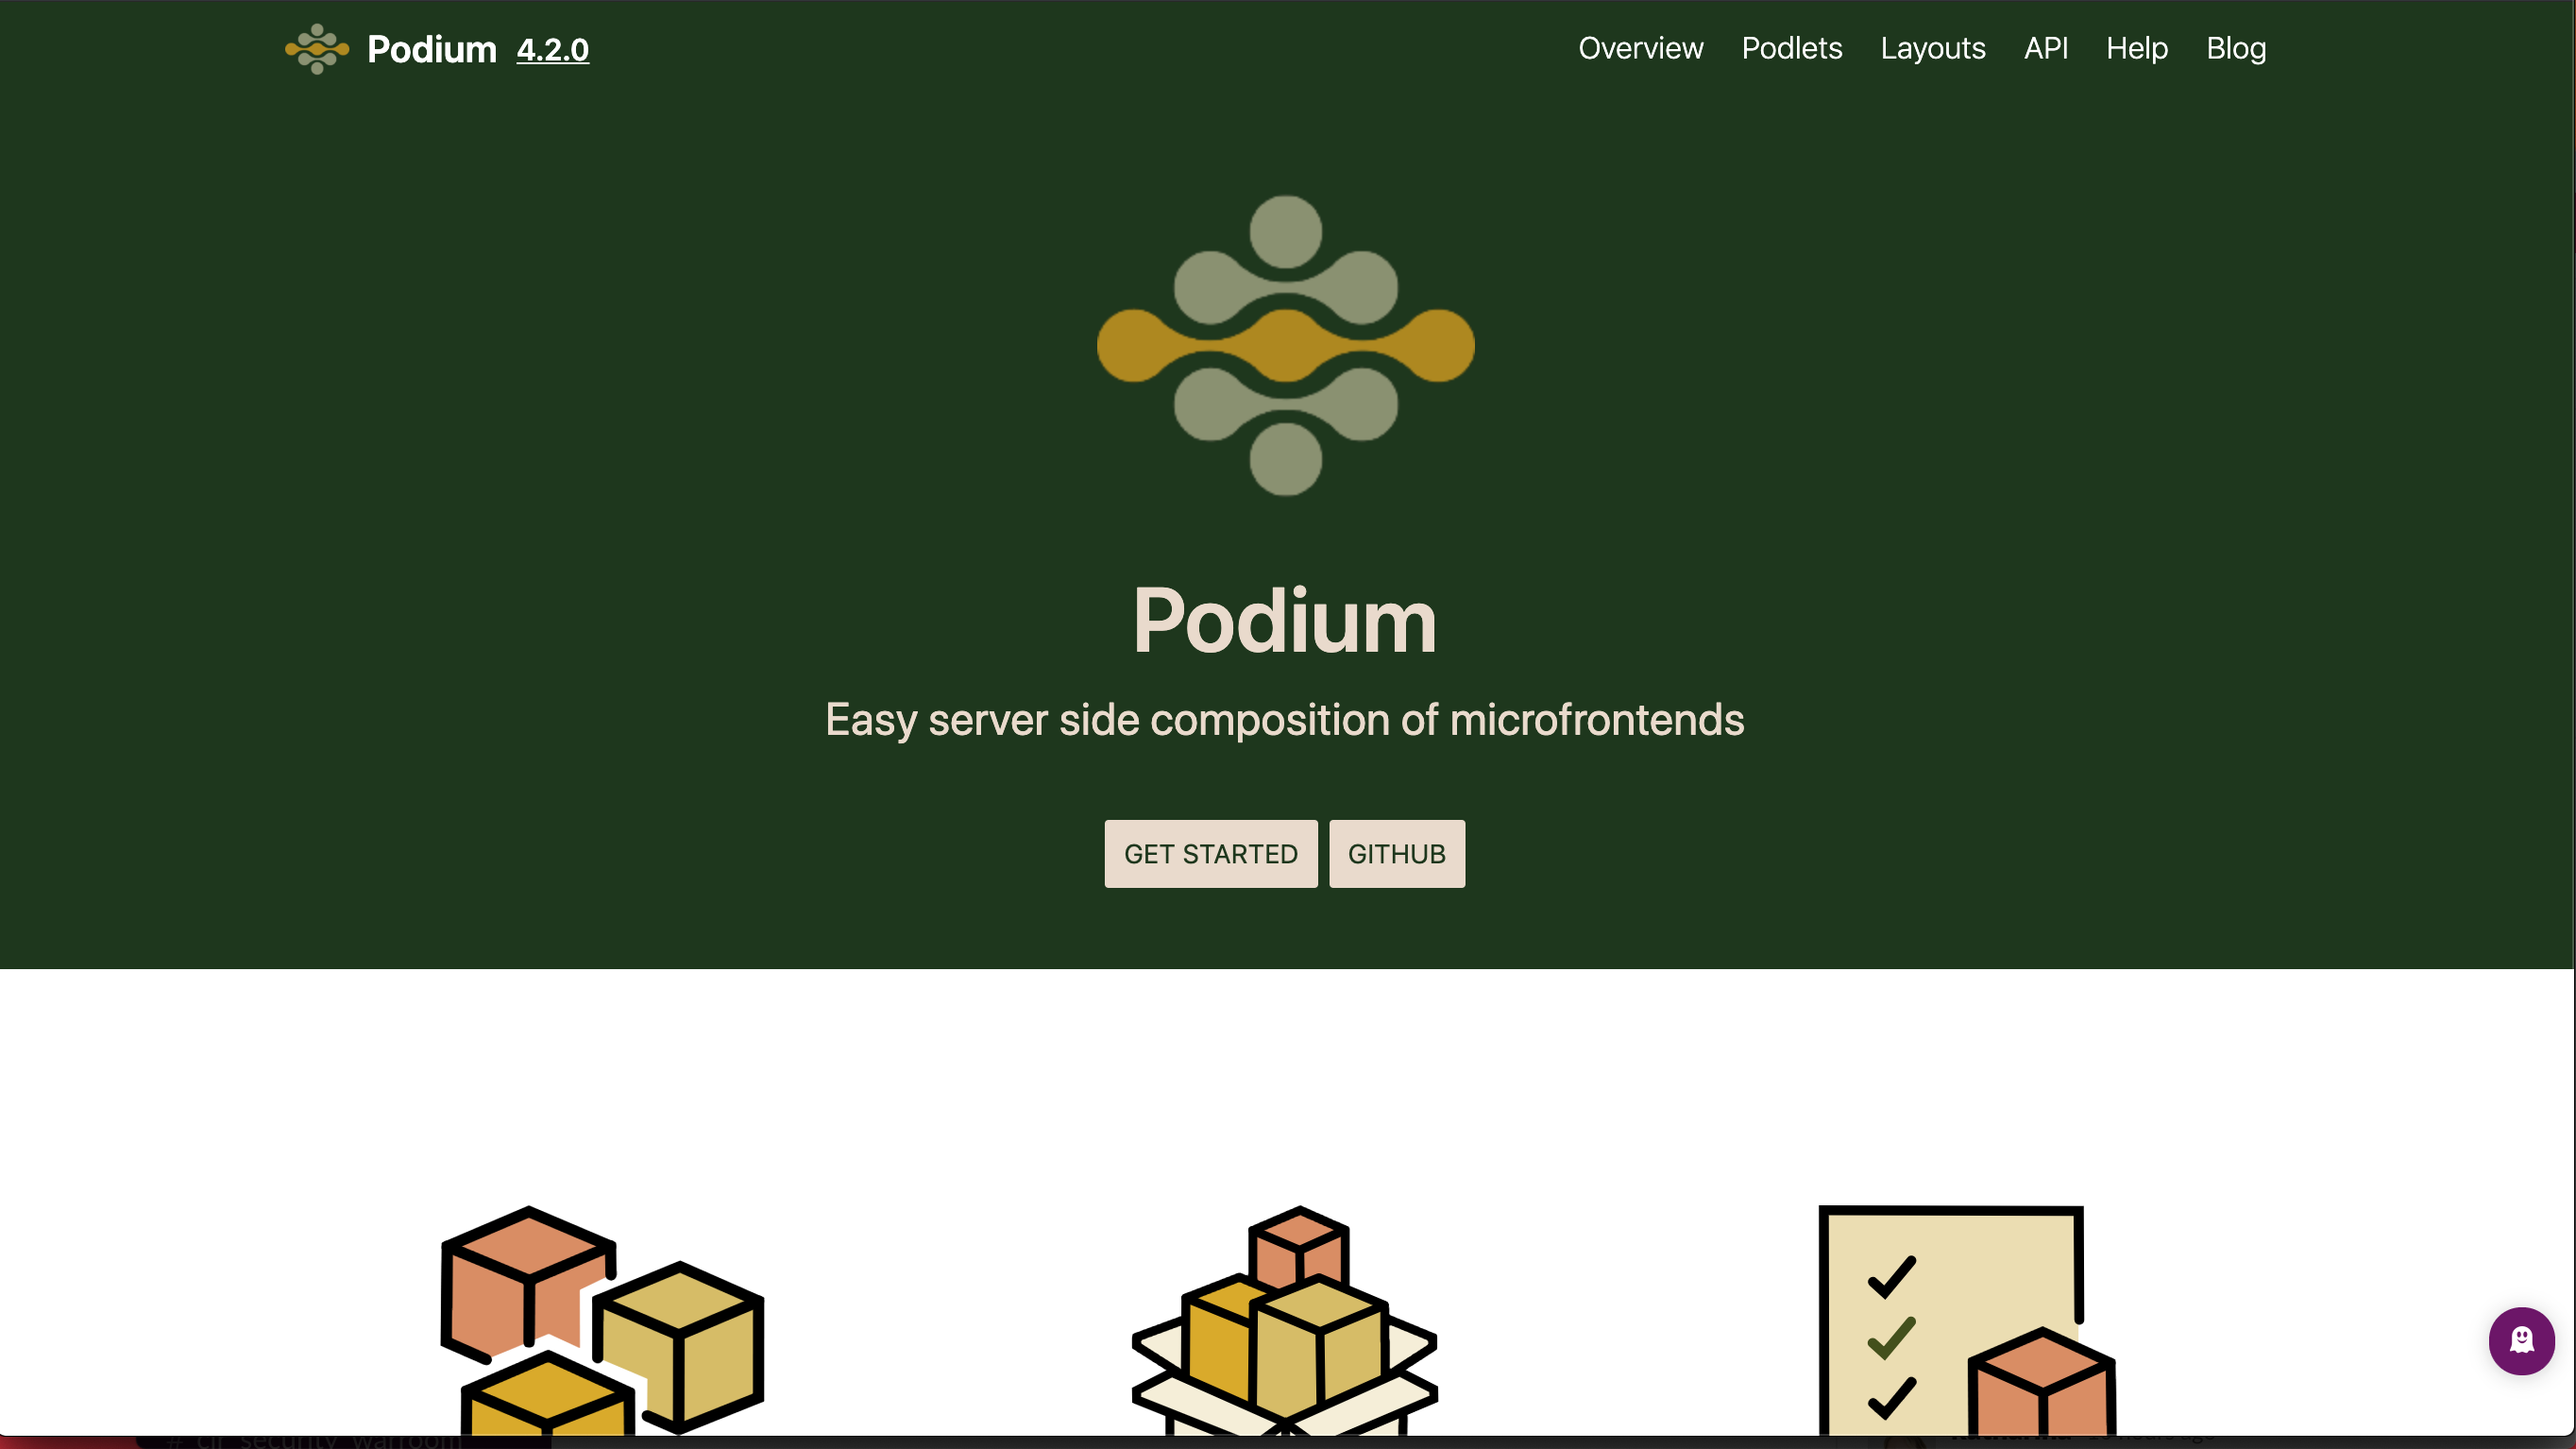 Podium 4.2.0
Overview Podlets Layouts API Help Blog
Podium
Easy server side composition of microfrontends
GET STARTED GITHUB
# cjr_security_warroom